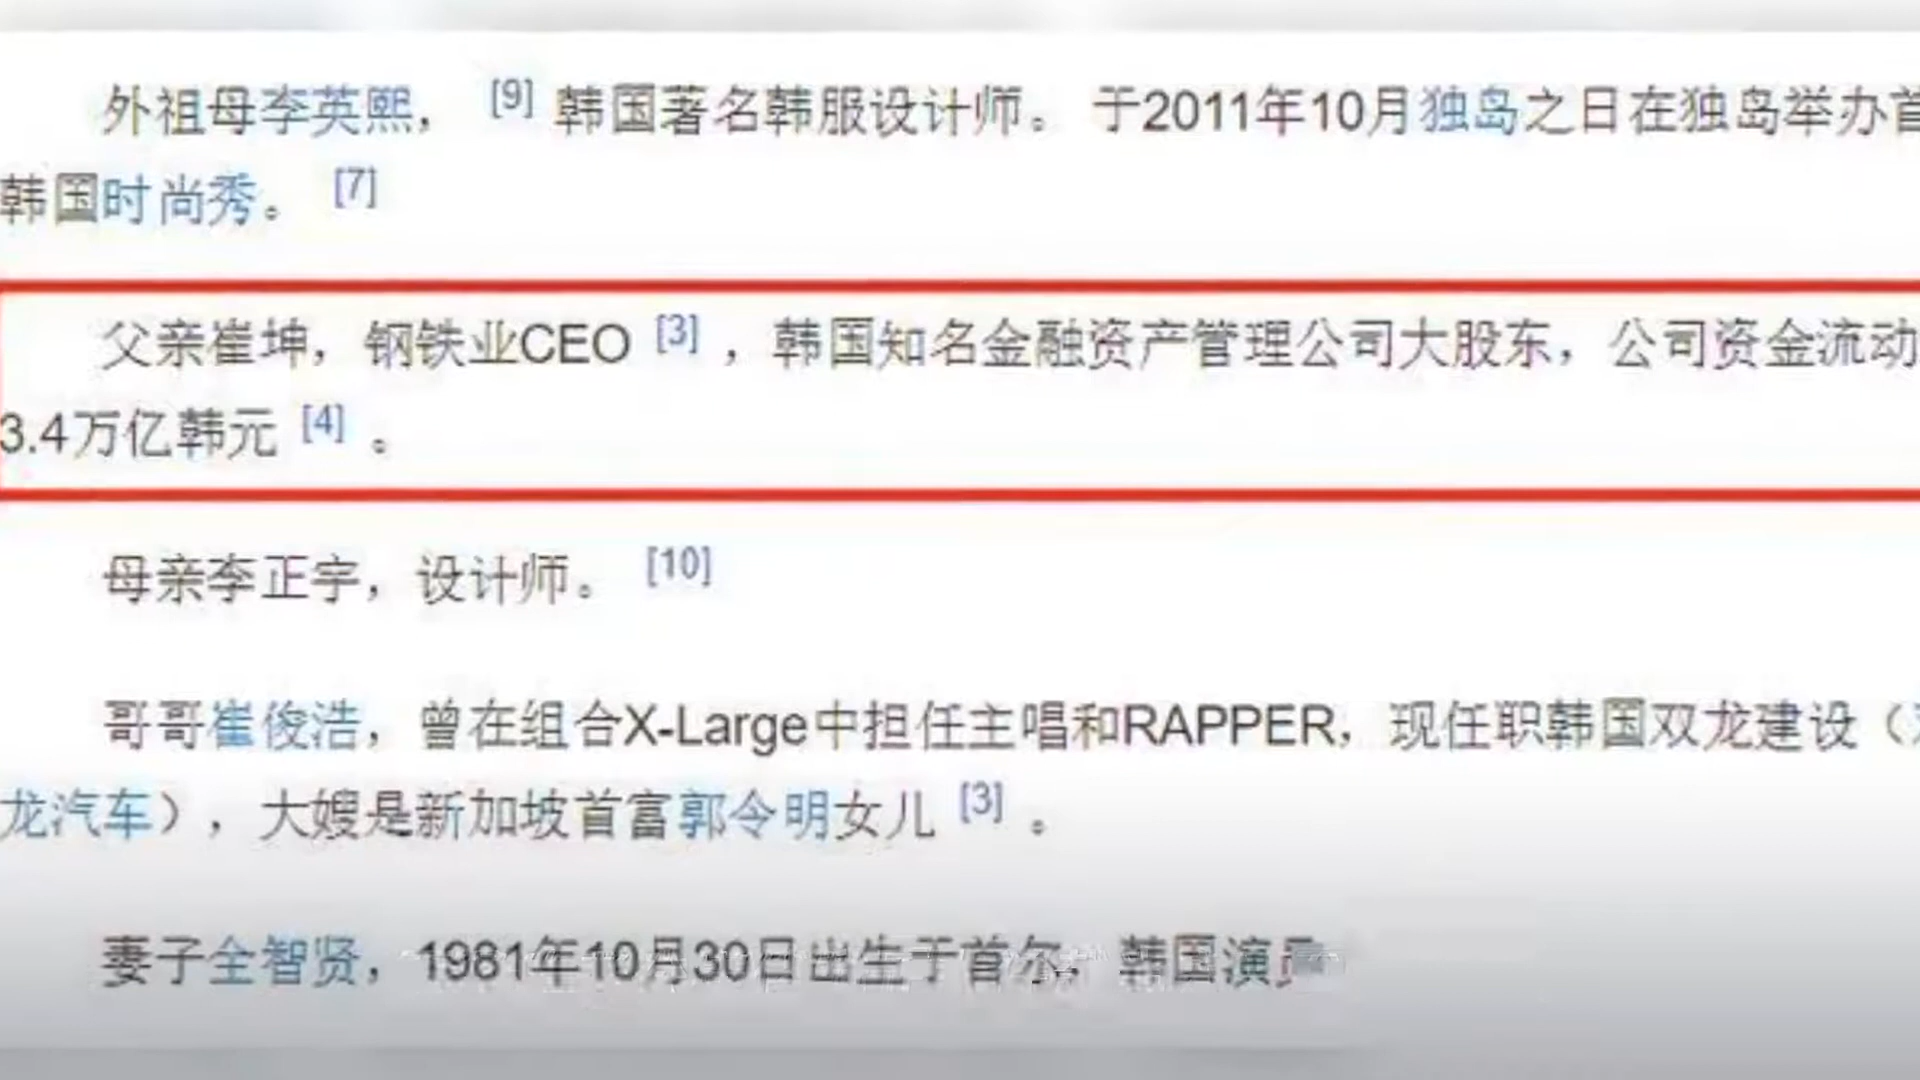 外祖母李英熙， [9] 韩国著名韩服设计师。 于2011年10月独岛之日在独岛举办首
韩国时尚秀。 [7]
父亲崔坤，钢铁业CEO [3] ，韩国知名金融资产管理公司大股东，公司资金流动
3.4万亿韩元 [4] 。
母亲李正宇，设计师。 [10]
哥哥崔俊浩，曾在组合X-Large中担任主唱和RAPPER，现任职韩国双龙建设（
龙汽车），大嫂是新加坡首富郭令明女儿 [3] 。
妻子全智贤，1981年10月30日出生于首尔，韩国演员